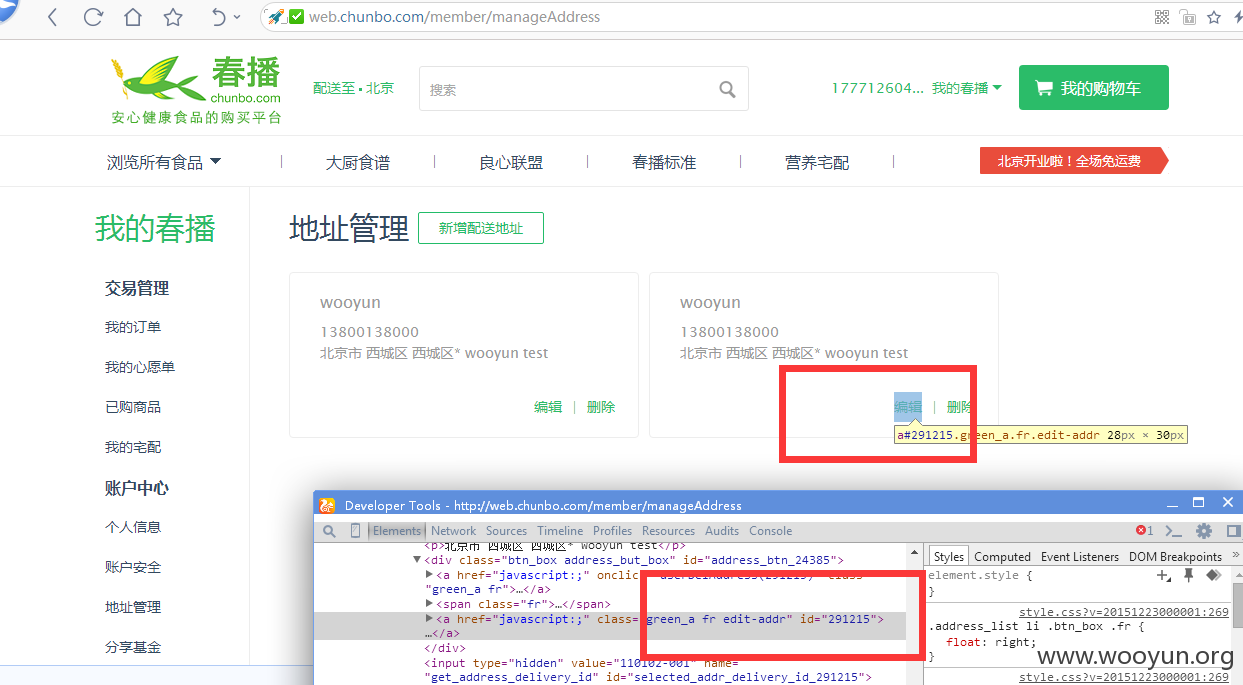 web.chunbo.com/member/manageAddress
春播
chunbo.com
安心健康食品的购买平台
配送至 · 北京
搜索
177712604... 我的春播
我的购物车
浏览所有食品 | 大厨食谱 | 良心联盟 | 春播标准 | 营养宅配 |
北京开业啦！全场免运费
我的春播
交易管理
我的订单
我的心愿单
已购商品
我的宅配
账户中心
个人信息
账户安全
地址管理
分享基金
地址管理
新增配送地址
wooyun
13800138000
北京市 西城区 西城区* wooyun test
编辑 | 删除
wooyun
13800138000
北京市 西城区 西城区* wooyun test
编辑 | 删除
a#291215.green_a.fr.edit-addr 28px × 30px
Developer Tools - http://web.chunbo.com/member/manageAddress
Elements Network Sources Timeline Profiles Resources Audits Console
1
<p>北京市 西城区 西城区* wooyun test</p>
<div class="btn_box address_but_box" id="address_btn_24385">
<a href="javascript:;"
"green_a fr">…</a>
<span class="fr">…</span>
<a href="javascript:;" class="green_a fr edit-addr" id="291215">
…</a>
</div>
<input type="hidden" value="110102-001" name=
"get_address_delivery_id" id="selected_addr_delivery_id_291215">
Styles Computed Event Listeners DOM Breakpoints »
element.style {
}
style.css?v=20151223000001:269
.address_list li .btn_box .fr {
float: right;
}
www.wooyun.org
style.css?v=20151223000001:269